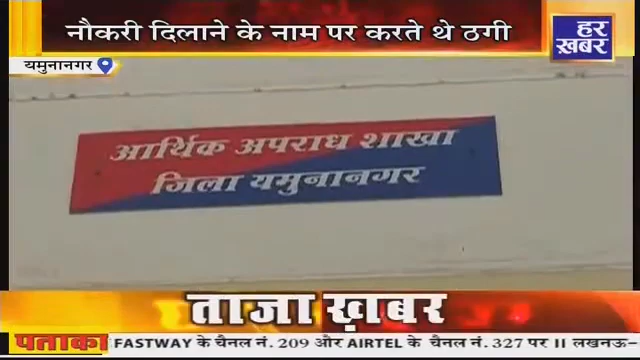 नौकरी दिलाने के नाम पर करते थे ठगी
हर
ख़बर
यमुनानगर
आर्थिक अपराध शाखा
जिला यमुनानगर
ताजा ख़बर
पताका FASTWAY के चैनल नं. 209 और AIRTEL के चैनल नं. 327 पर II लखनऊ-